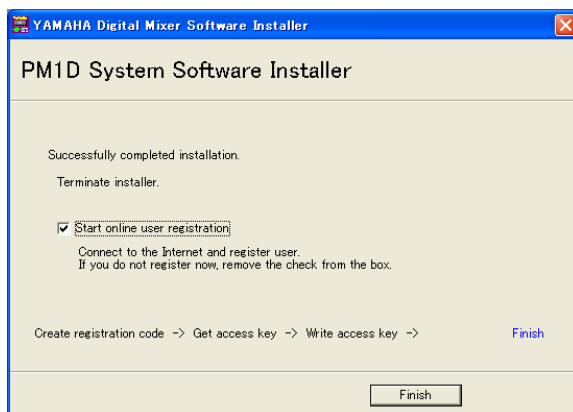 YAMAHA Digital Mixer Software Installer
PM1D System Software Installer
Successfully completed installation.
Terminate installer.
Start online user registration
Connect to the Internet and register user.
If you do not register now, remove the check from the box.
Create registration code -> Get access key -> Write access key -> Finish
Finish